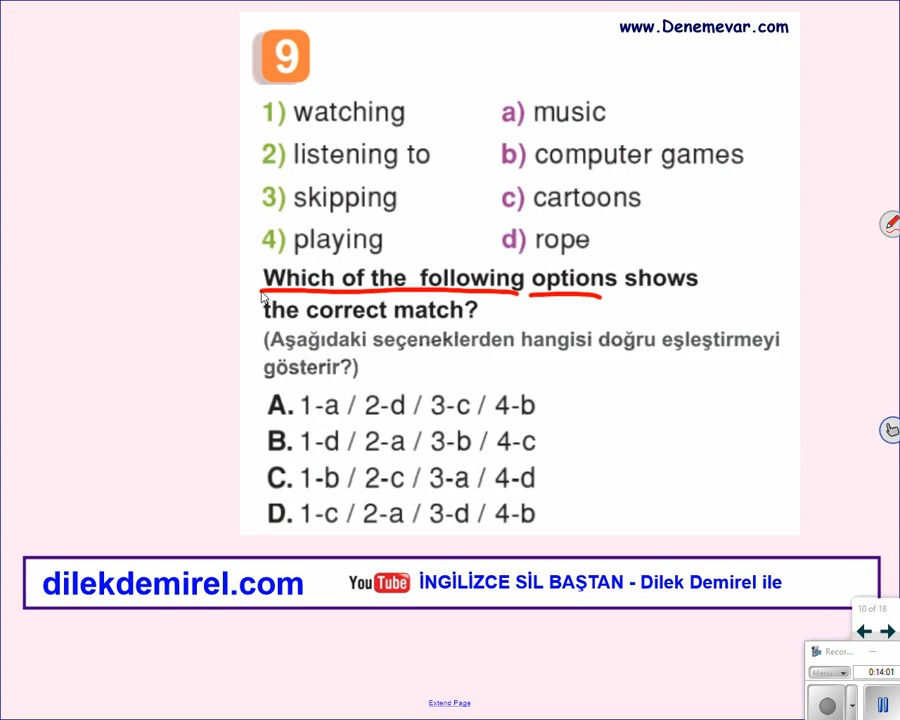 www.Denemevar.com
9
1) watching a) music
2) listening to b) computer games
3) skipping c) cartoons
4) playing d) rope
Which of the following options shows
the correct match?
(Aşağıdaki seçeneklerden hangisi doğru eşleştirmeyi
gösterir?)
A. 1-a / 2-d / 3-c / 4-b
B. 1-d / 2-a / 3-b / 4-c
C. 1-b / 2-c / 3-a / 4-d
D. 1-c / 2-a / 3-d / 4-b
dilekdemirel.com YouTube İNGİLİZCE SİL BAŞTAN - Dilek Demirel ile
10 of 18
Recor...
Menu 0:14:01
Extend Page